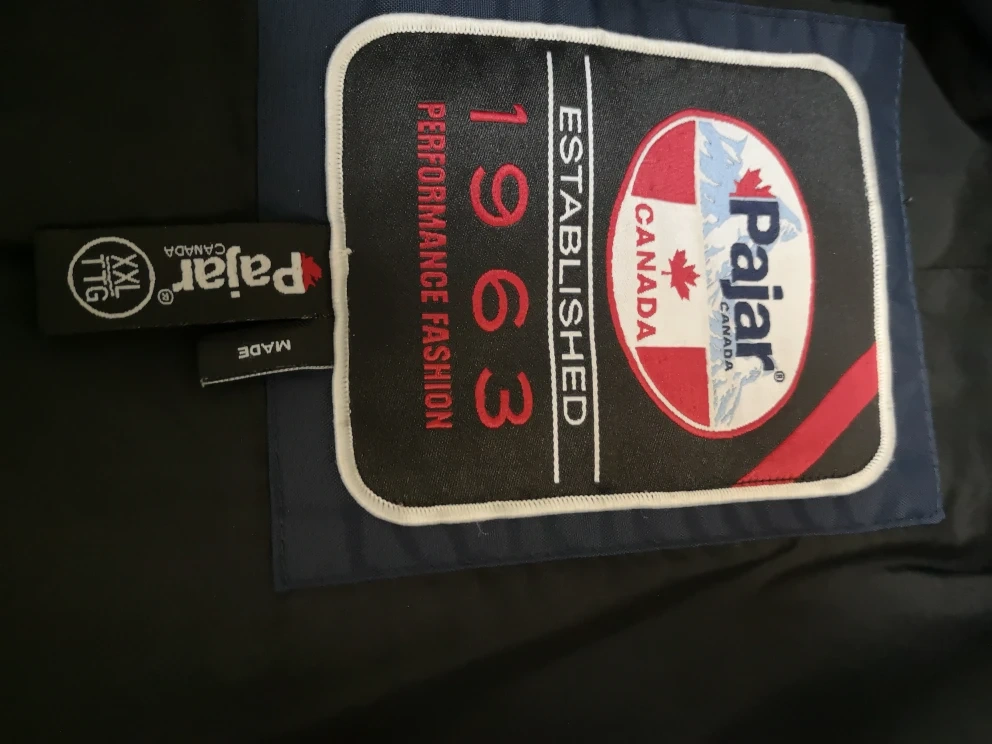 Pajar®
CANADA
CANADA
ESTABLISHED
1963
PERFORMANCE FASHION
Pajar®
CANADA
XXL
TTG
MADE